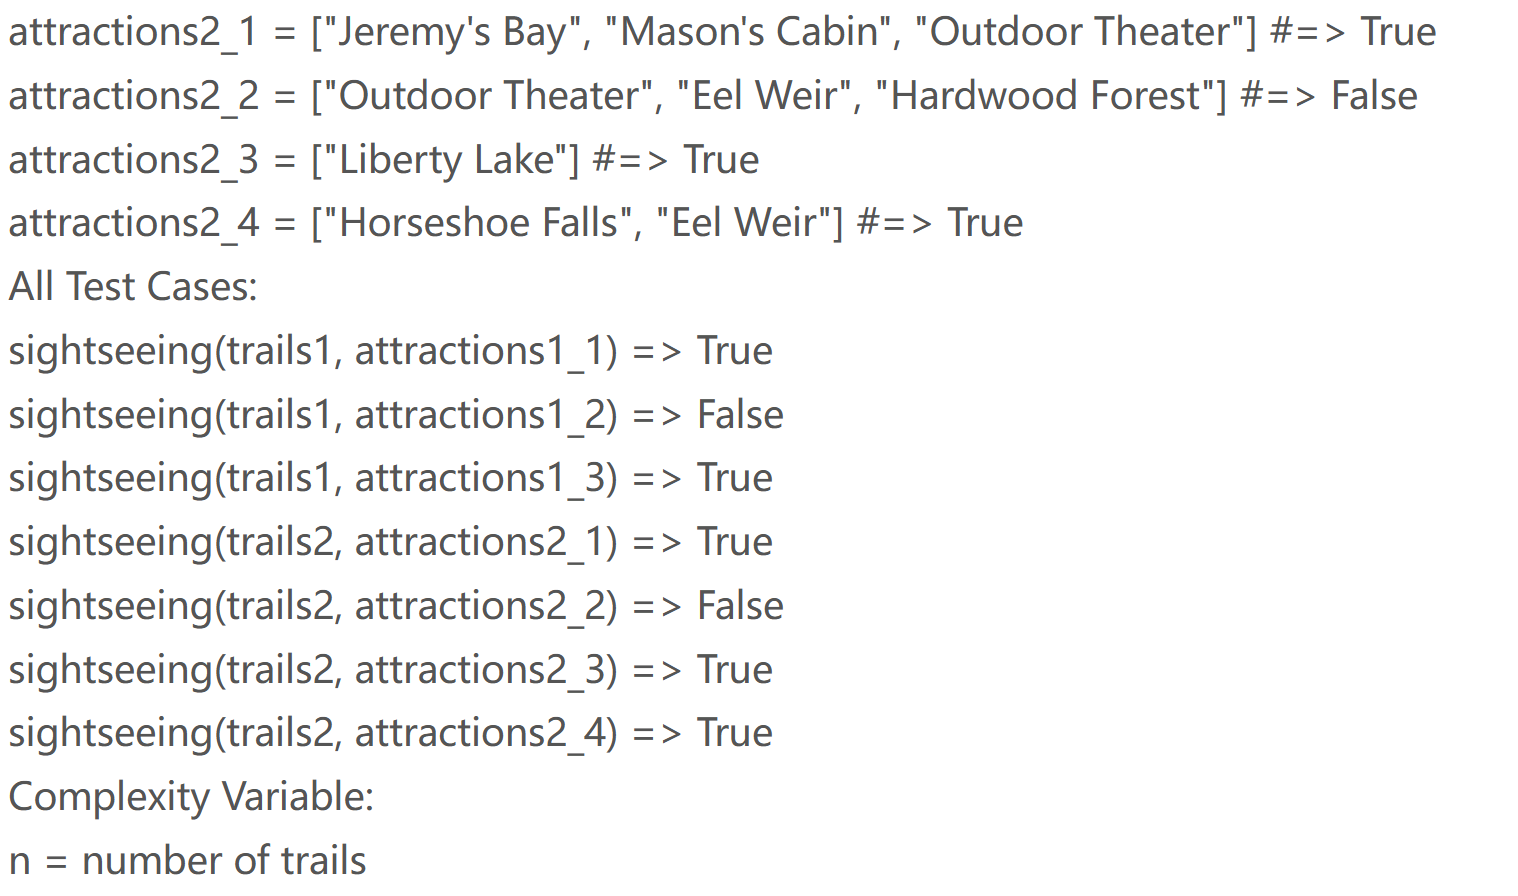 attractions2_1 = ["Jeremy's Bay", "Mason's Cabin", "Outdoor Theater"] #=> True
attractions2_2 = ["Outdoor Theater", "Eel Weir", "Hardwood Forest"] #=> False
attractions2_3 = ["Liberty Lake"] #=> True
attractions2_4 = ["Horseshoe Falls", "Eel Weir"] #=> True
All Test Cases:
sightseeing(trails1, attractions1_1) => True
sightseeing(trails1, attractions1_2) => False
sightseeing(trails1, attractions1_3) => True
sightseeing(trails2, attractions2_1) => True
sightseeing(trails2, attractions2_2) => False
sightseeing(trails2, attractions2_3) => True
sightseeing(trails2, attractions2_4) => True
Complexity Variable:
n = number of trails